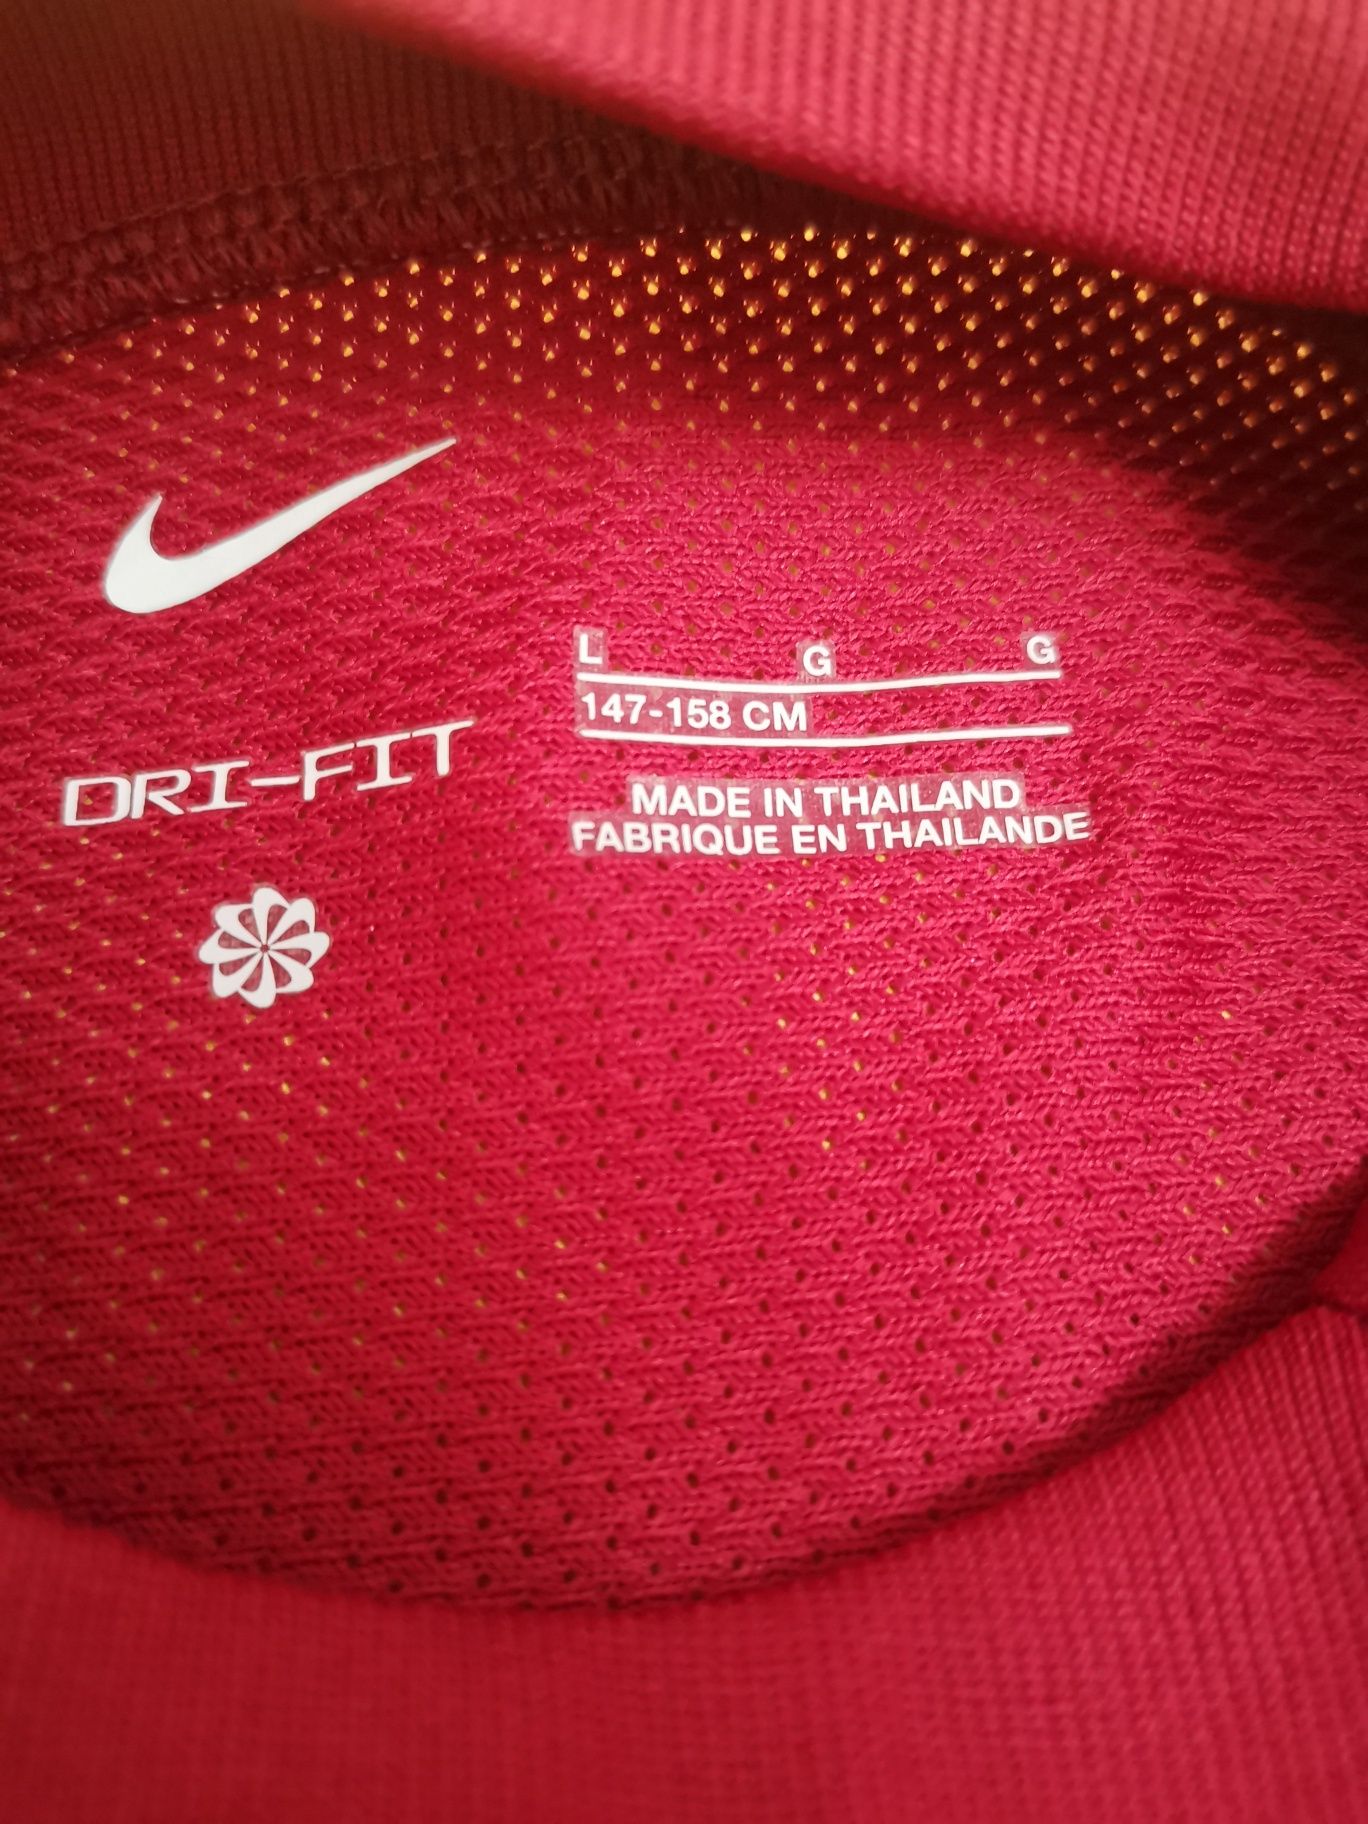 DRI-FIT
L G G
147-158 CM
MADE IN THAILAND
FABRIQUE EN THAILANDE